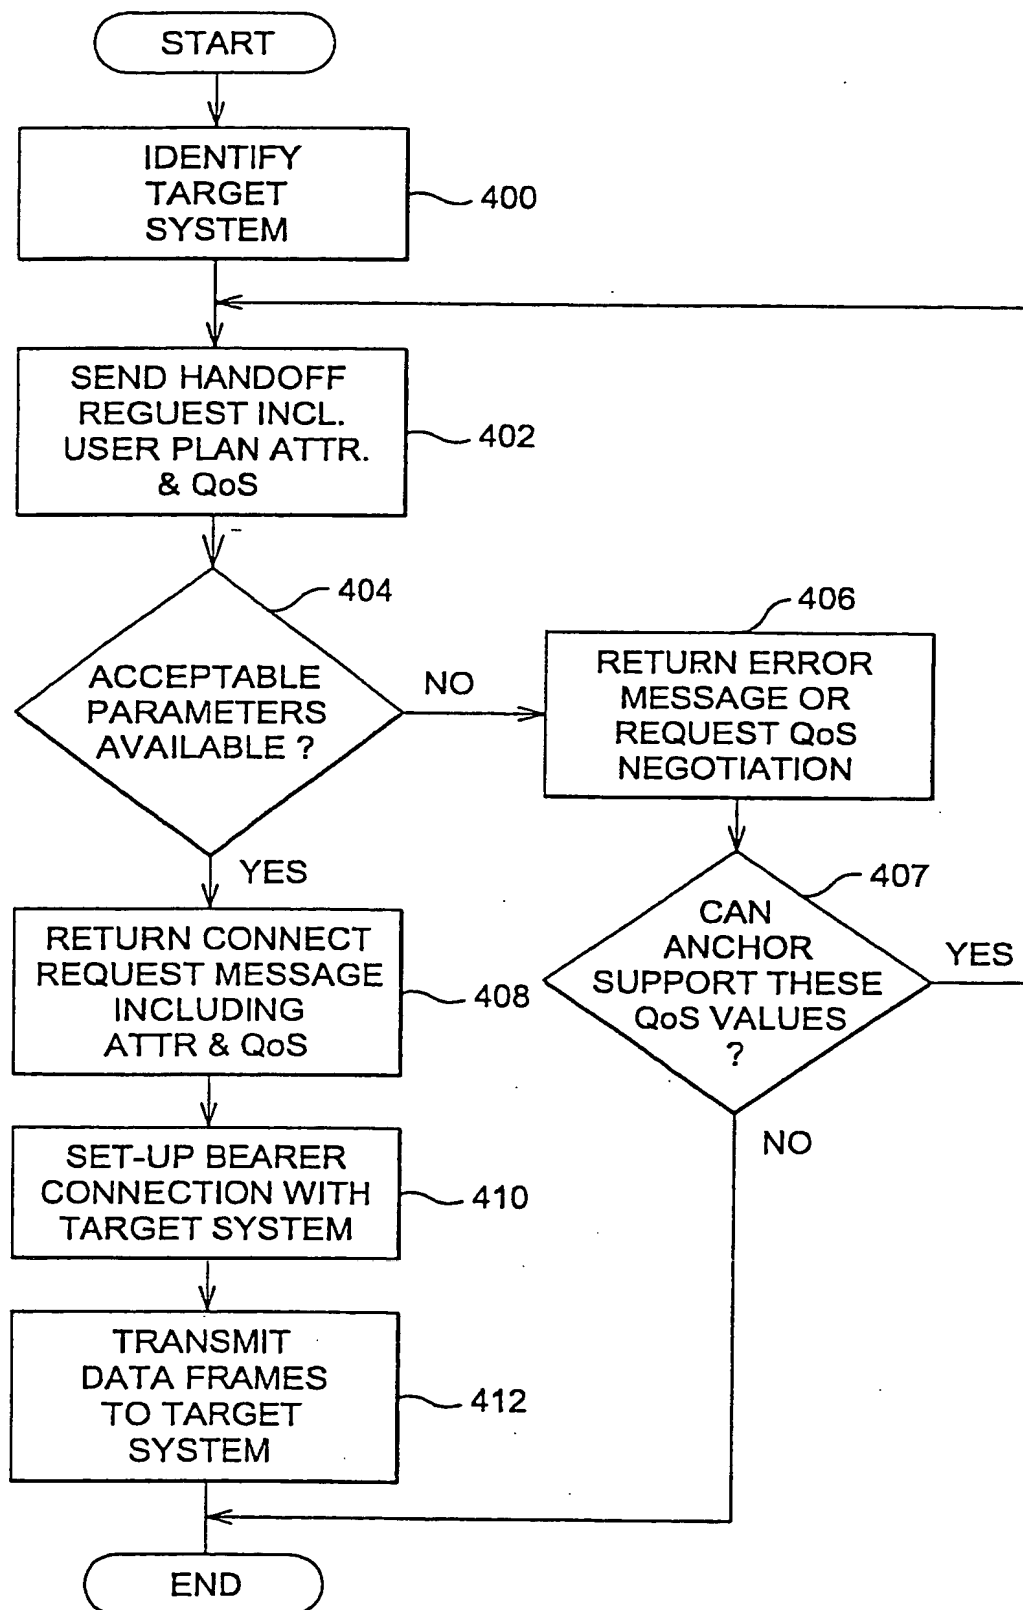 START
IDENTIFY
TARGET
SYSTEM
400
SEND HANDOFF
REGUEST INCL.
USER PLAN ATTR.
& QoS
402
404
ACCEPTABLE
PARAMETERS
AVAILABLE ?
NO
406
RETURN ERROR
MESSAGE OR
REQUEST QoS
NEGOTIATION
YES
407
CAN
ANCHOR
SUPPORT THESE
QoS VALUES
?
YES
NO
RETURN CONNECT
REQUEST MESSAGE
INCLUDING
ATTR & QoS
408
SET-UP BEARER
CONNECTION WITH
TARGET SYSTEM
410
TRANSMIT
DATA FRAMES
TO TARGET
SYSTEM
412
END